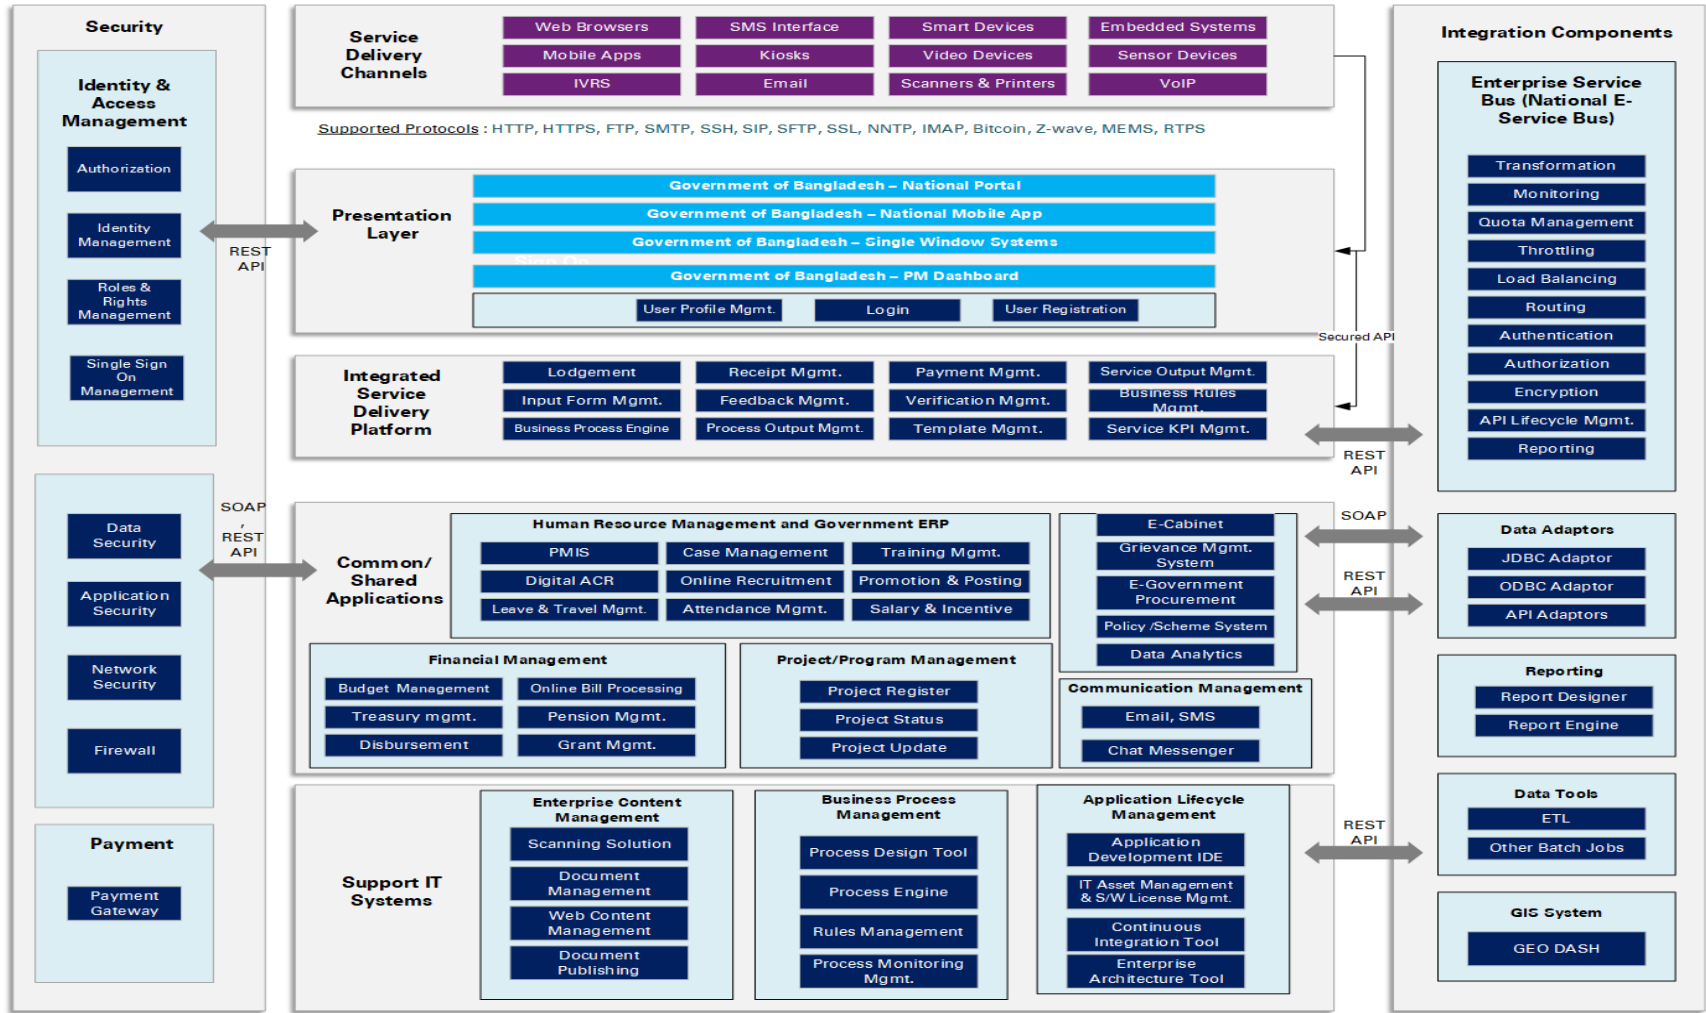 Security
Identity &
Access
Management
Authorization
Identity
Management
Roles &
Rights
Management
Single Sign
On
Management
Data
Security
Application
Security
Network
Security
Firewall
Payment
Payment
Gateway
REST
API
SOAP
,
REST
API
Service
Delivery
Channels
Web Browsers
SMS Interface
Smart Devices
Embedded Systems
Mobile Apps
Kiosks
Video Devices
Sensor Devices
IVRS
Email
Scanners & Printers
VoIP
Supported Protocols : HTTP, HTTPS, FTP, SMTP, SSH, SIP, SFTP, SSL, NNTP, IMAP, Bitcoin, Z-wave, MEMS, RTPS
Presentation
Layer
Government of Bangladesh – National Portal
Government of Bangladesh – National Mobile App
Government of Bangladesh – Single Window Systems
Sign On
Government of Bangladesh – PM Dashboard
User Profile Mgmt.
Login
User Registration
Secured API
Integrated
Service
Delivery
Platform
Lodgement
Receipt Mgmt.
Payment Mgmt.
Service Output Mgmt.
Input Form Mgmt.
Feedback Mgmt.
Verification Mgmt.
Business Rules
Mgmt.
Business Process Engine
Process Output Mgmt.
Template Mgmt.
Service KPI Mgmt.
REST
API
Common/
Shared
Applications
Human Resource Management and Government ERP
PMIS
Case Management
Training Mgmt.
Digital ACR
Online Recruitment
Promotion & Posting
Leave & Travel Mgmt.
Attendance Mgmt.
Salary & Incentive
E-Cabinet
Grievance Mgmt.
System
E-Government
Procurement
Policy /Scheme System
Data Analytics
SOAP
REST
API
Financial Management
Budget Management
Online Bill Processing
Treasury mgmt.
Pension Mgmt.
Disbursement
Grant Mgmt.
Project/Program Management
Project Register
Project Status
Project Update
Communication Management
Email, SMS
Chat Messenger
Support IT
Systems
Enterprise Content
Management
Scanning Solution
Document
Management
Web Content
Management
Document
Publishing
Business Process
Management
Process Design Tool
Process Engine
Rules Management
Process Monitoring
Mgmt.
Application Lifecycle
Management
Application
Development IDE
IT Asset Management
& S/W License Mgmt.
Continuous
Integration Tool
Enterprise
Architecture Tool
REST
API
Integration Components
Enterprise Service
Bus (National E-
Service Bus)
Transformation
Monitoring
Quota Management
Throttling
Load Balancing
Routing
Authentication
Authorization
Encryption
API Lifecycle Mgmt.
Reporting
Data Adaptors
JDBC Adaptor
ODBC Adaptor
API Adaptors
Reporting
Report Designer
Report Engine
Data Tools
ETL
Other Batch Jobs
GIS System
GEO DASH